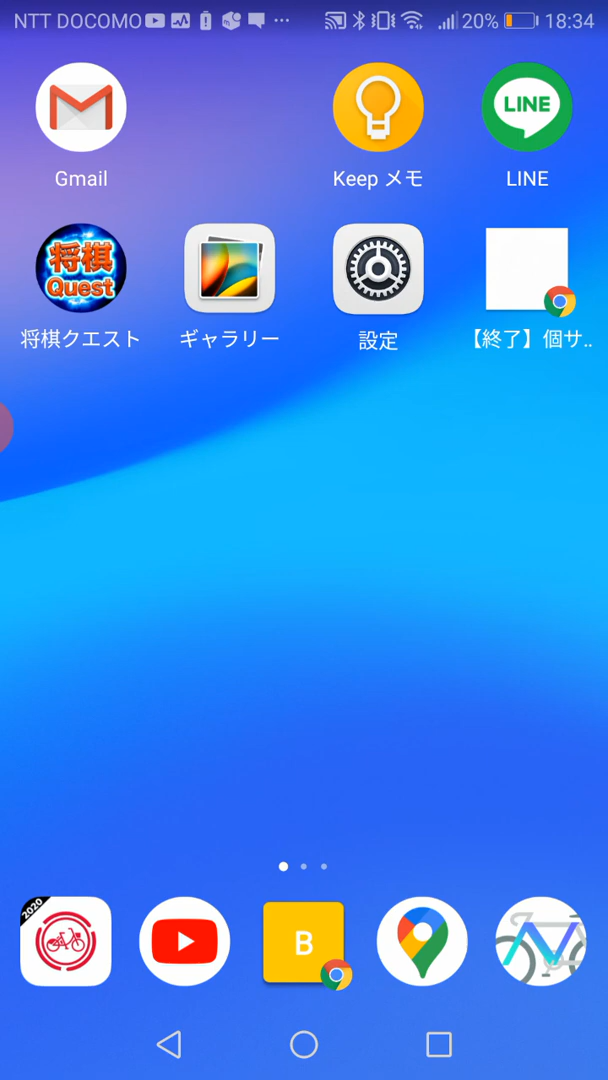 NTT DOCOMO 20% 18:34
Gmail
Keep メモ
LINE
LINE
将棋
Quest
将棋クエスト
ギャラリー
設定
【終了】個サ..
2020
B